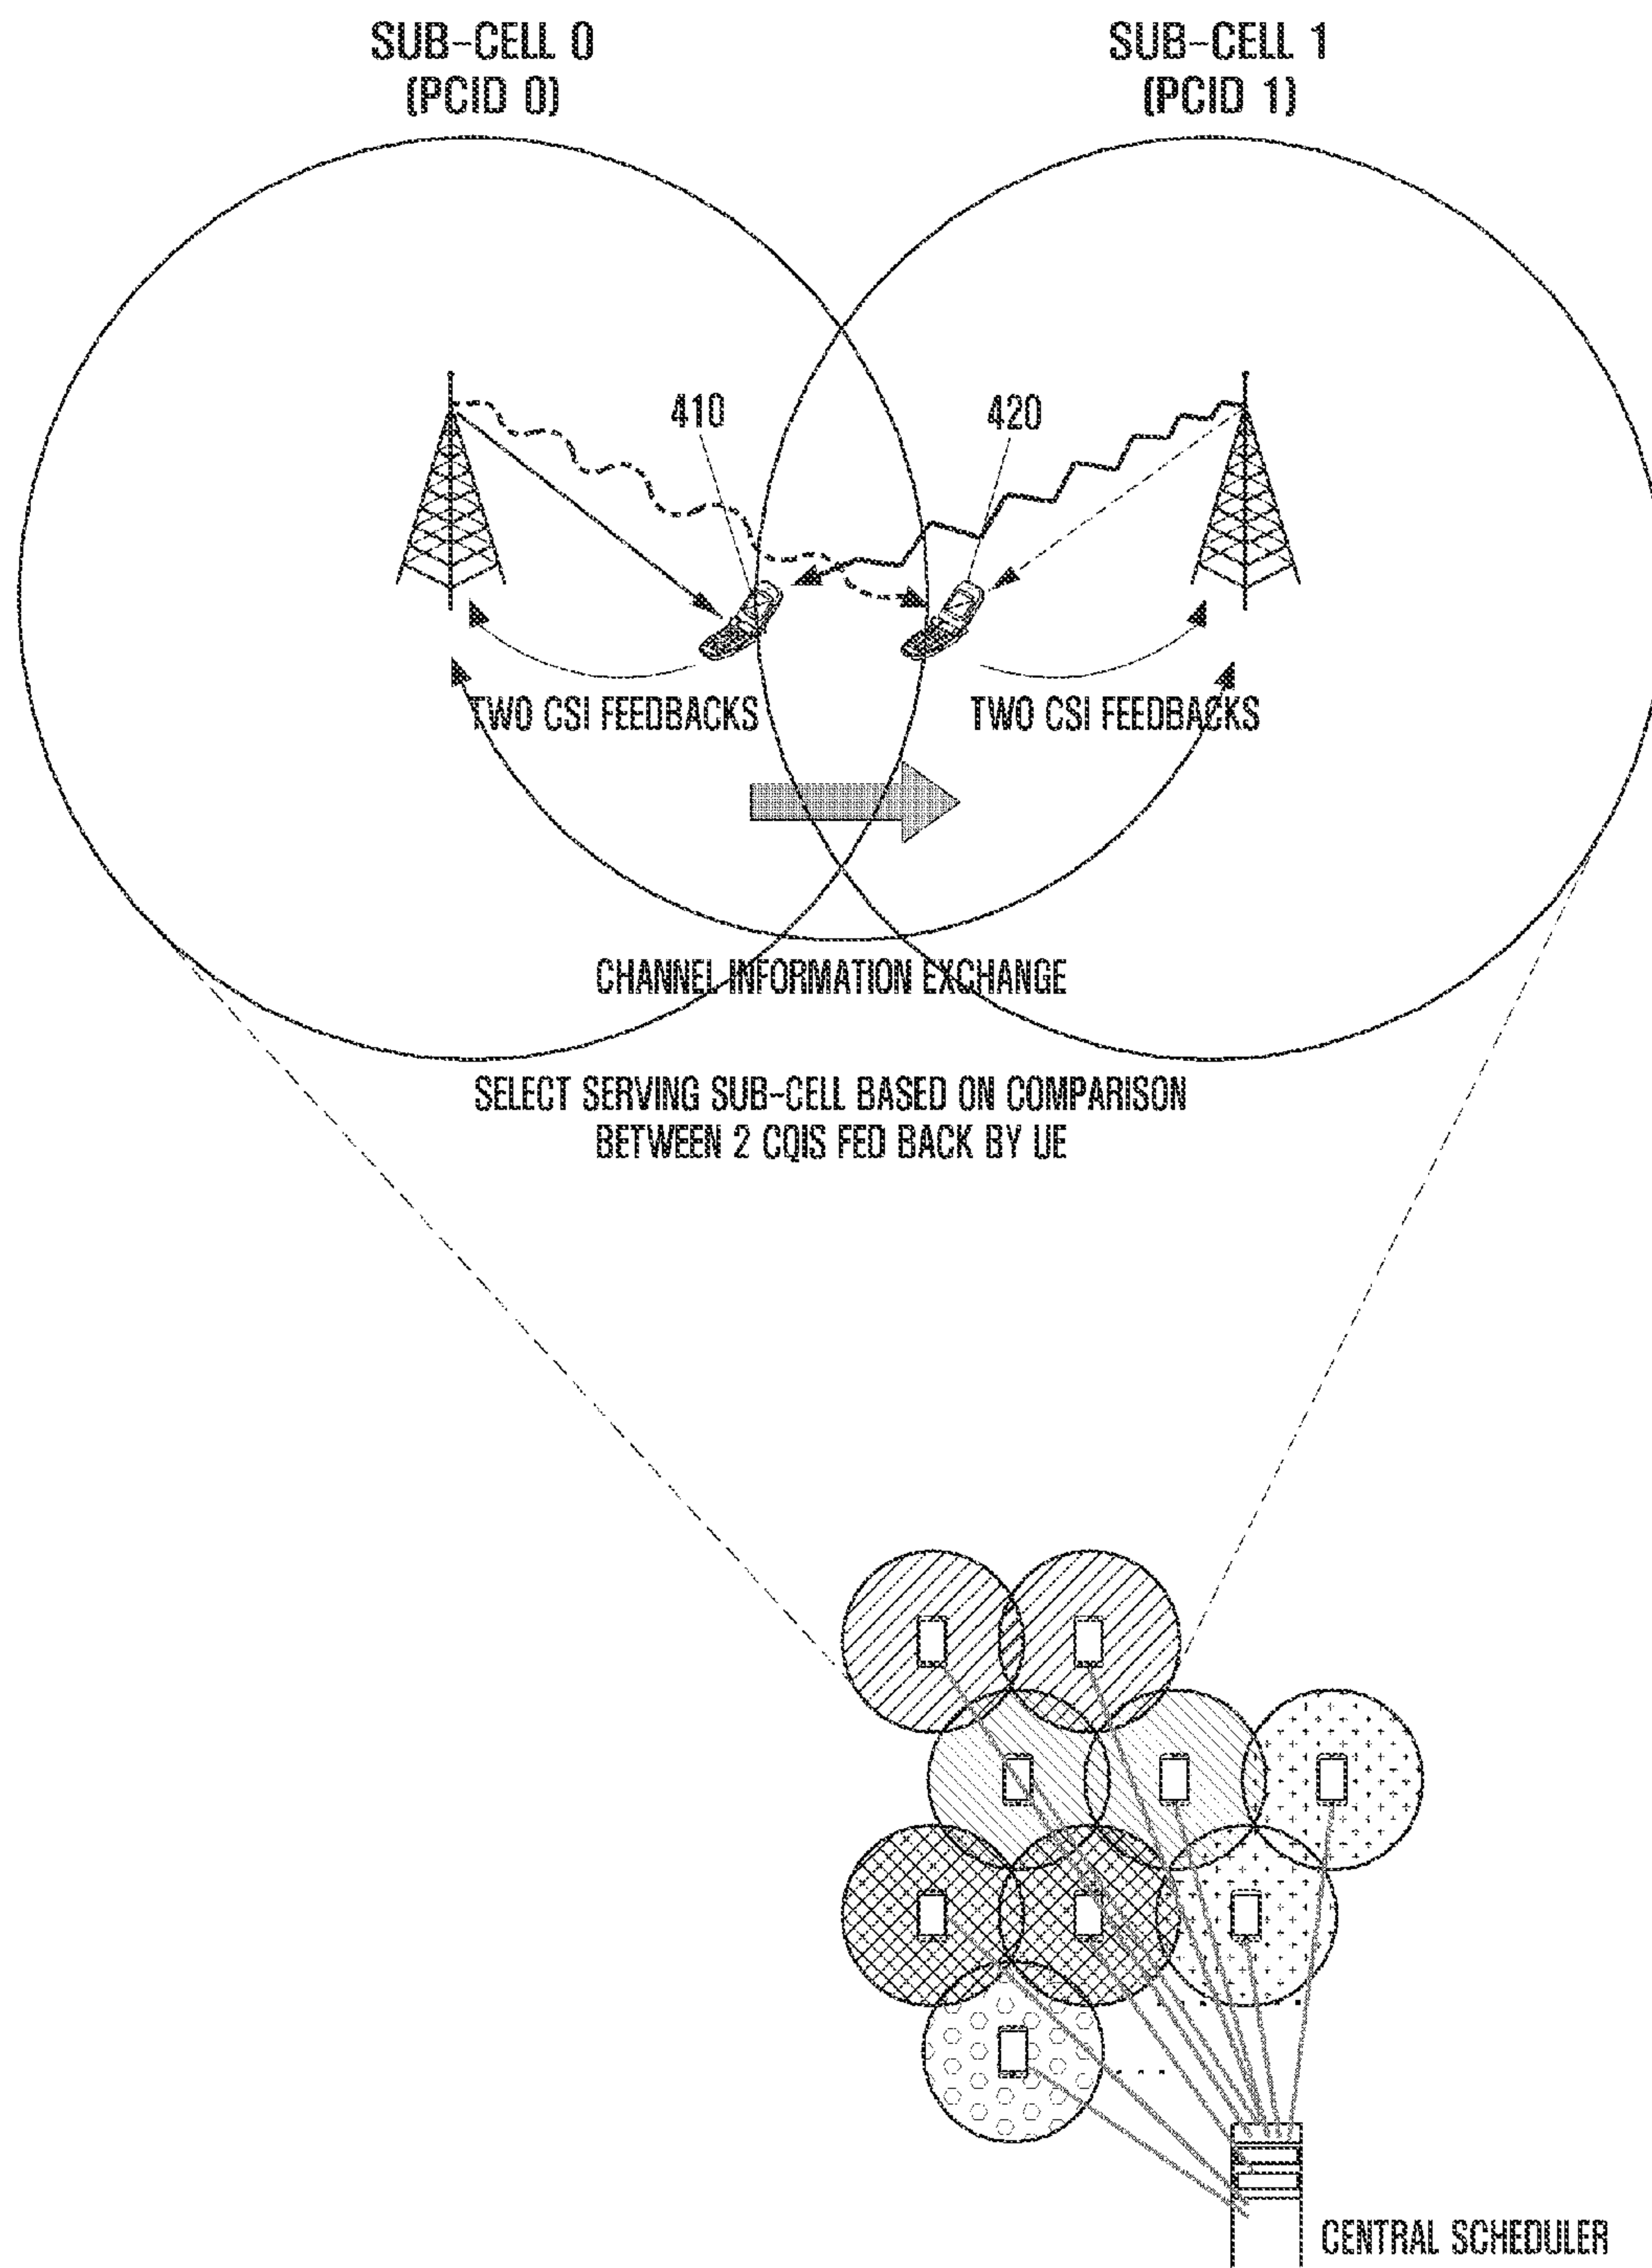 SUB-CELL 0
(PCID 0)
SUB-CELL 1
(PCID 1)
410
420
TWO CSI FEEDBACKS
TWO CSI FEEDBACKS
CHANNEL INFORMATION EXCHANGE
SELECT SERVING SUB-CELL BASED ON COMPARISON
BETWEEN 2 CQIS FED BACK BY UE
CENTRAL SCHEDULER